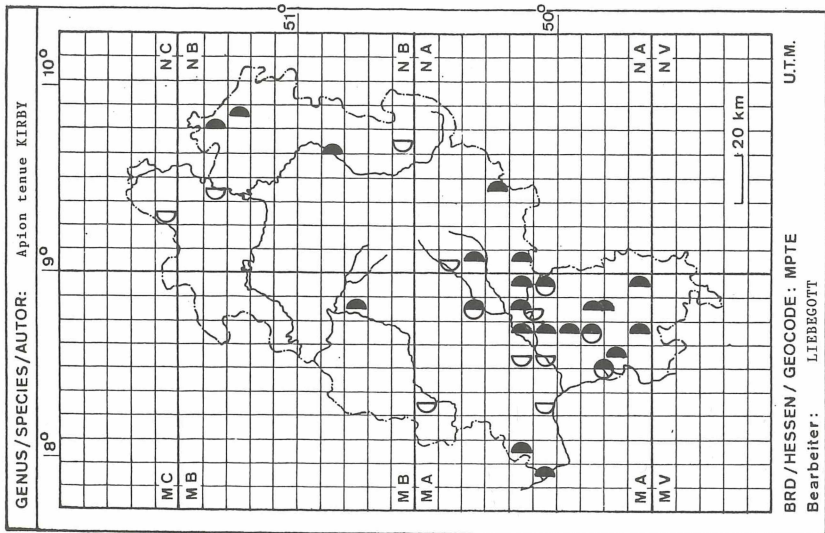 GENUS/SPECIES/AUTOR: Apion tenue KIRBY
8° 9° 10°
MC NC
MB NB
51°
MB NB
MA NA
50°
MA NA
MV NV
20 km
BRD/HESSEN/GEOCODE: MPTE U.T.M.
Bearbeiter: LIEBEGOTT